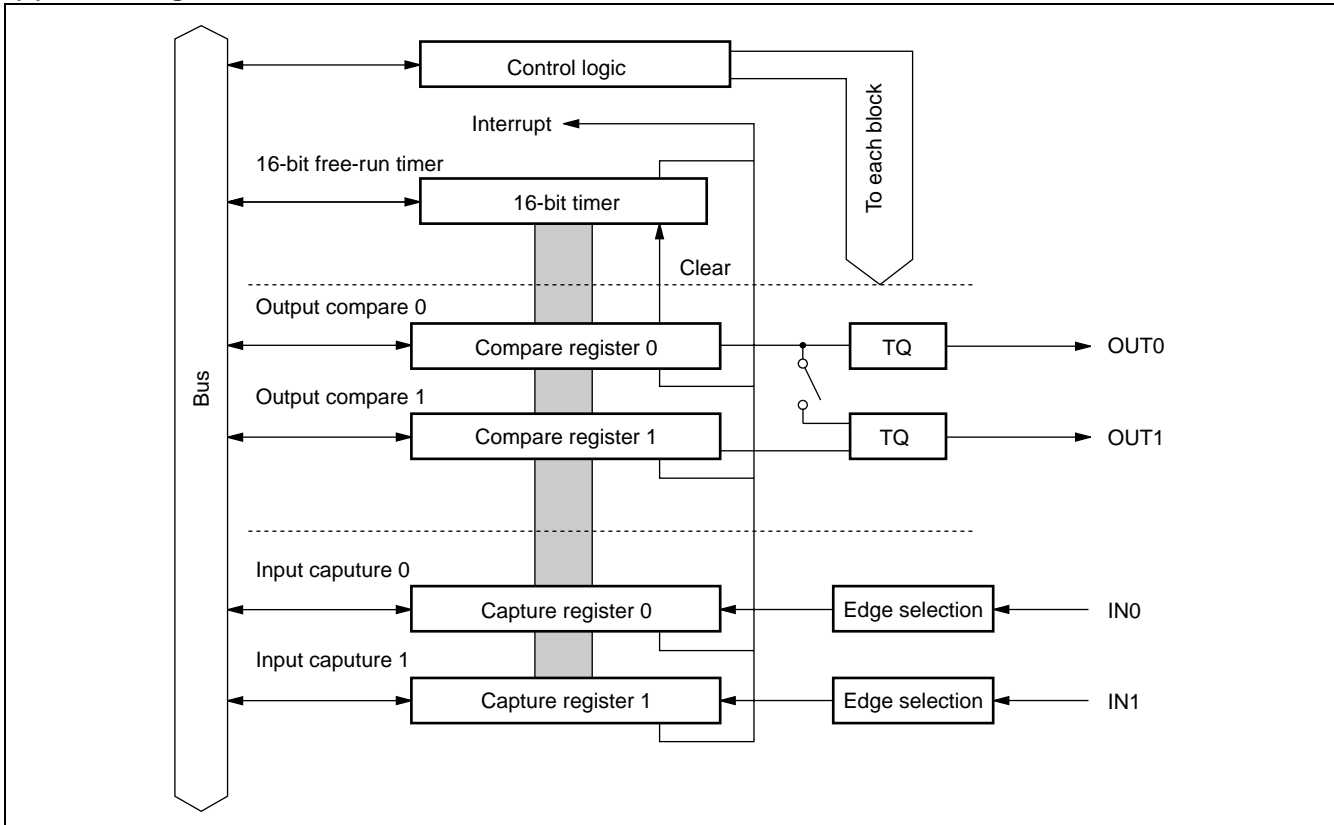 Control logic
Interrupt
To each block
16-bit free-run timer
16-bit timer
Clear
Output compare 0
Compare register 0
TQ
OUT0
Bus
Output compare 1
Compare register 1
TQ
OUT1
Input caputure 0
Capture register 0
Edge selection
IN0
Input caputure 1
Capture register 1
Edge selection
IN1